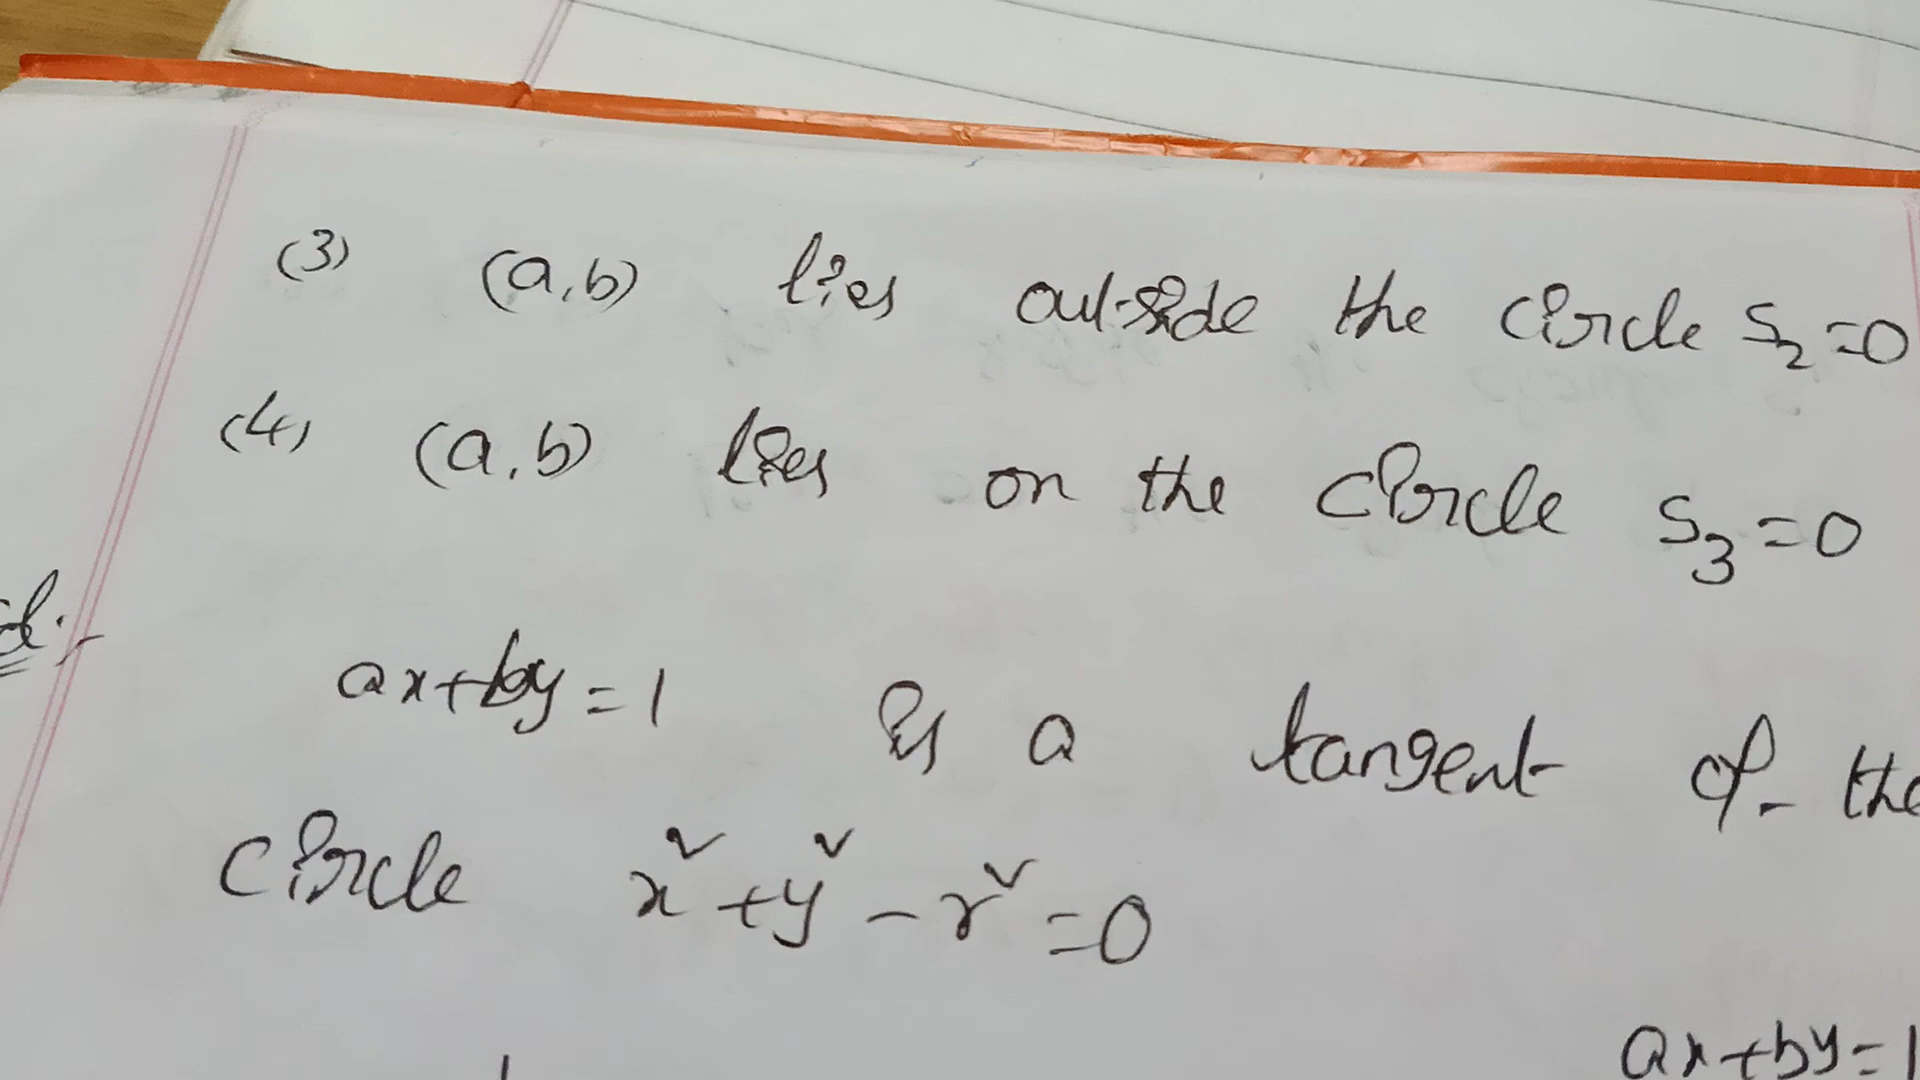 (3) (a,b) lies outside the circle S₂=0
(4) (a,b) lies on the circle S₃=0
ax+by=1 is a tangent of the
circle x²+y²-r²=0
ax+by=1